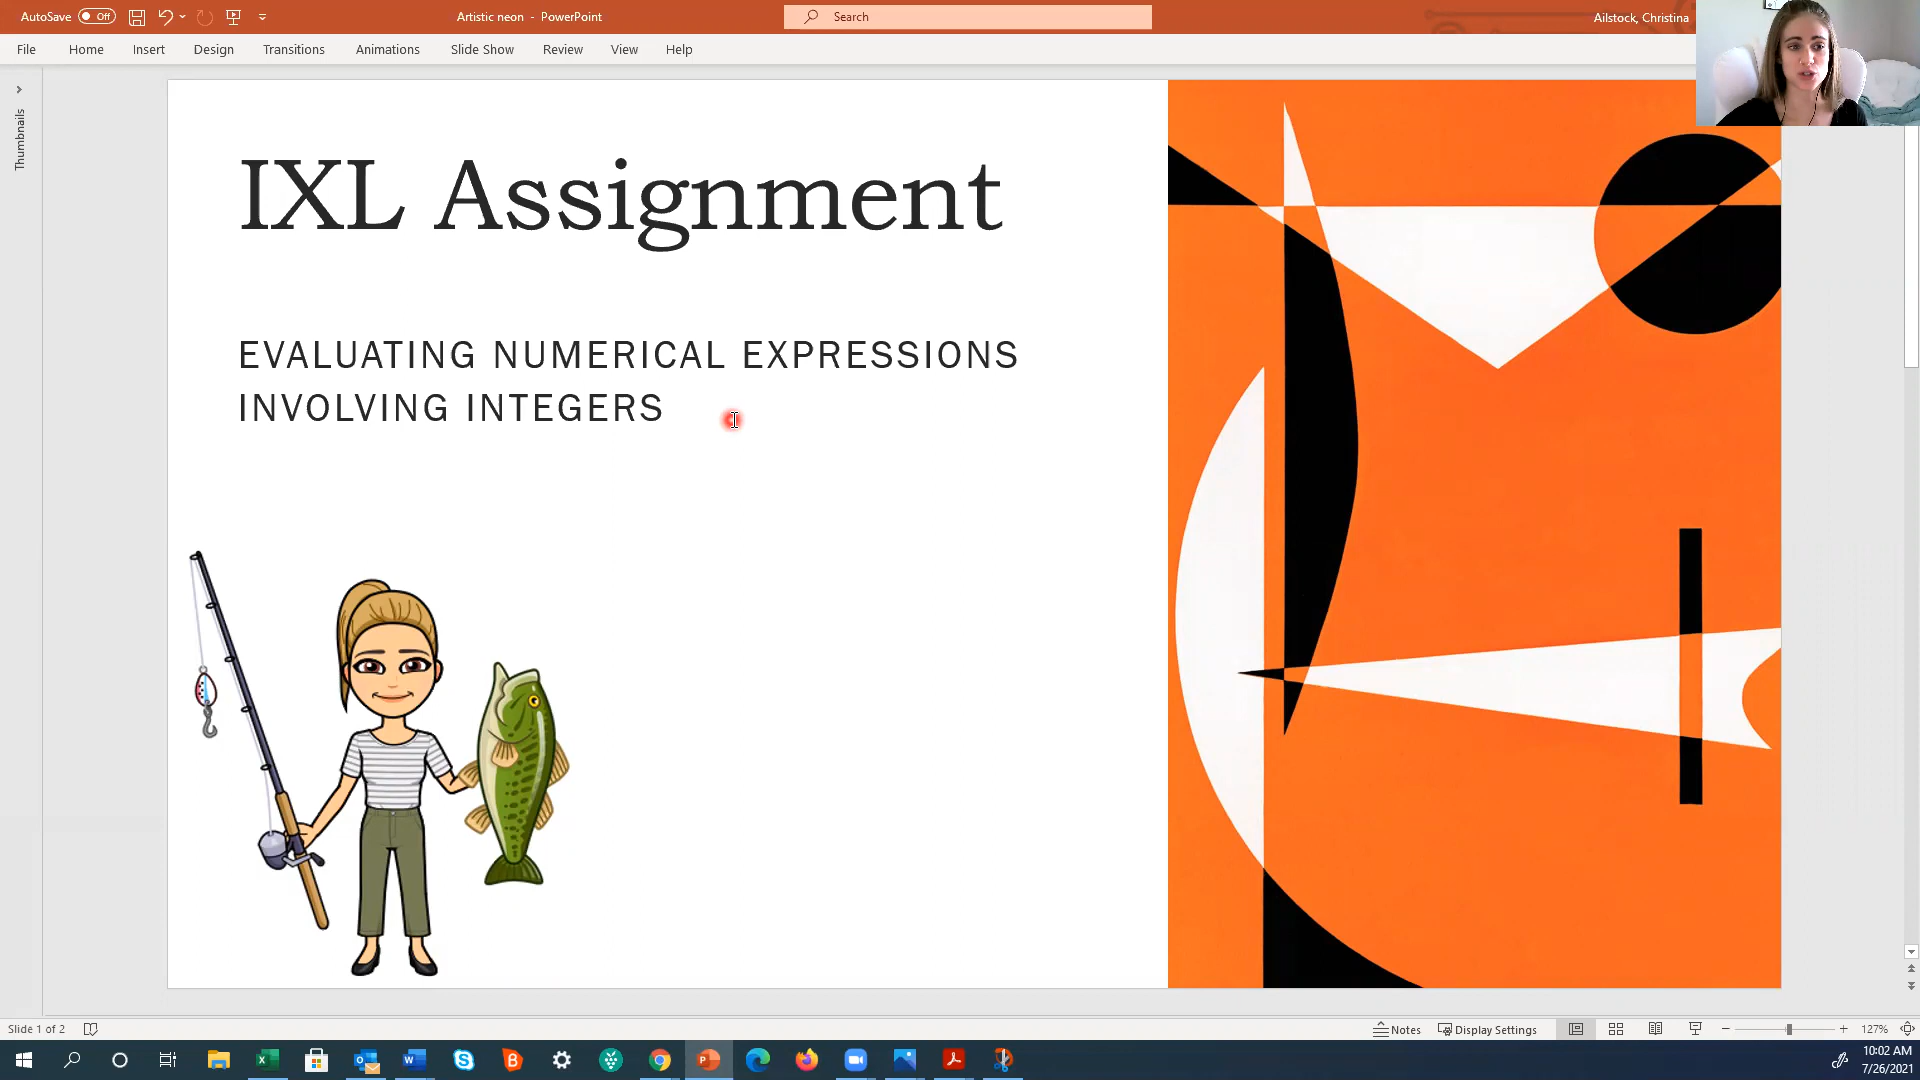 AutoSave Off
Artistic neon - PowerPoint
Search
Ailstock, Christina
File Home Insert Design Transitions Animations Slide Show Review View Help
Thumbnails
IXL Assignment
EVALUATING NUMERICAL EXPRESSIONS
INVOLVING INTEGERS
Slide 1 of 2
Notes
Display Settings
127%
10:02 AM
7/26/2021